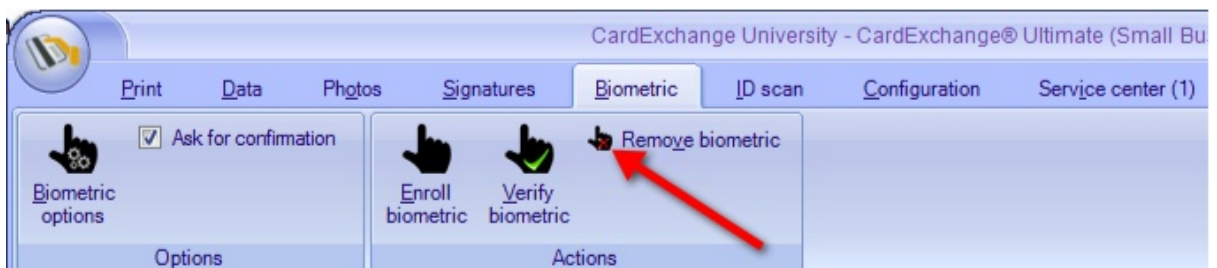 CardExchange University - CardExchange® Ultimate (Small Bu
Print Data Photos Signatures Biometric ID scan Configuration Service center (1)
Ask for confirmation
Remove biometric
Biometric
options
Enroll
biometric
Verify
biometric
Options
Actions